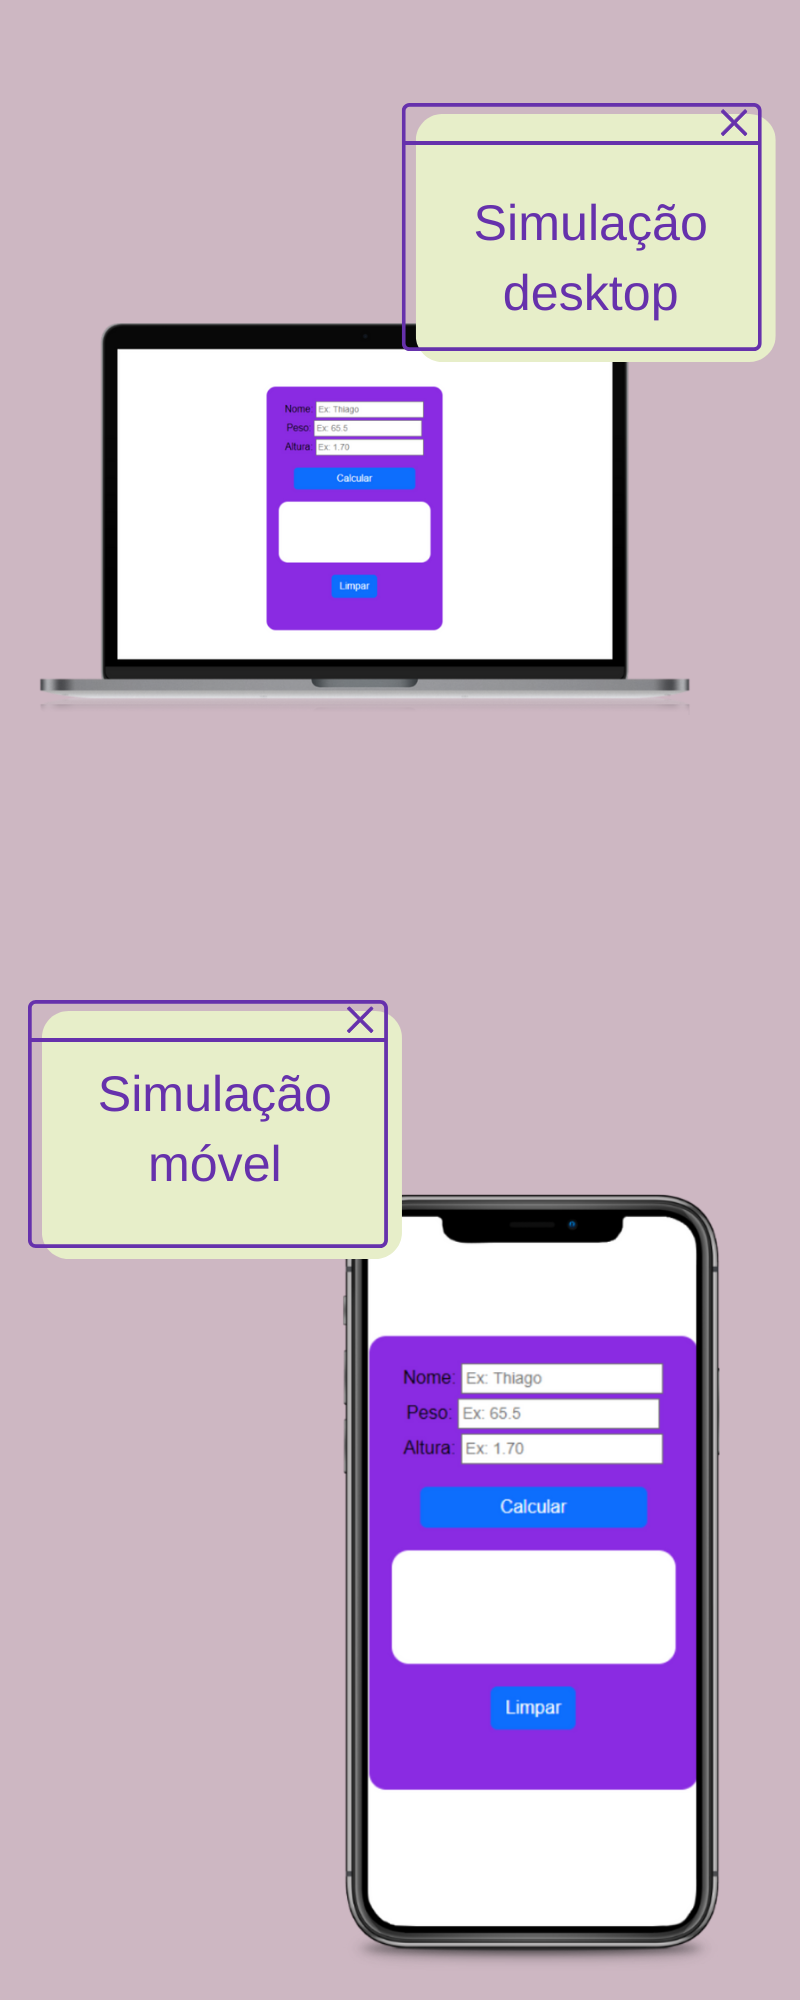 Simulação
desktop
Nome: Ex: Thiago
Peso: Ex: 65.5
Altura: Ex: 1.70
Calcular
Limpar
Simulação
móvel
Nome: Ex: Thiago
Peso: Ex: 65.5
Altura: Ex: 1.70
Calcular
Limpar